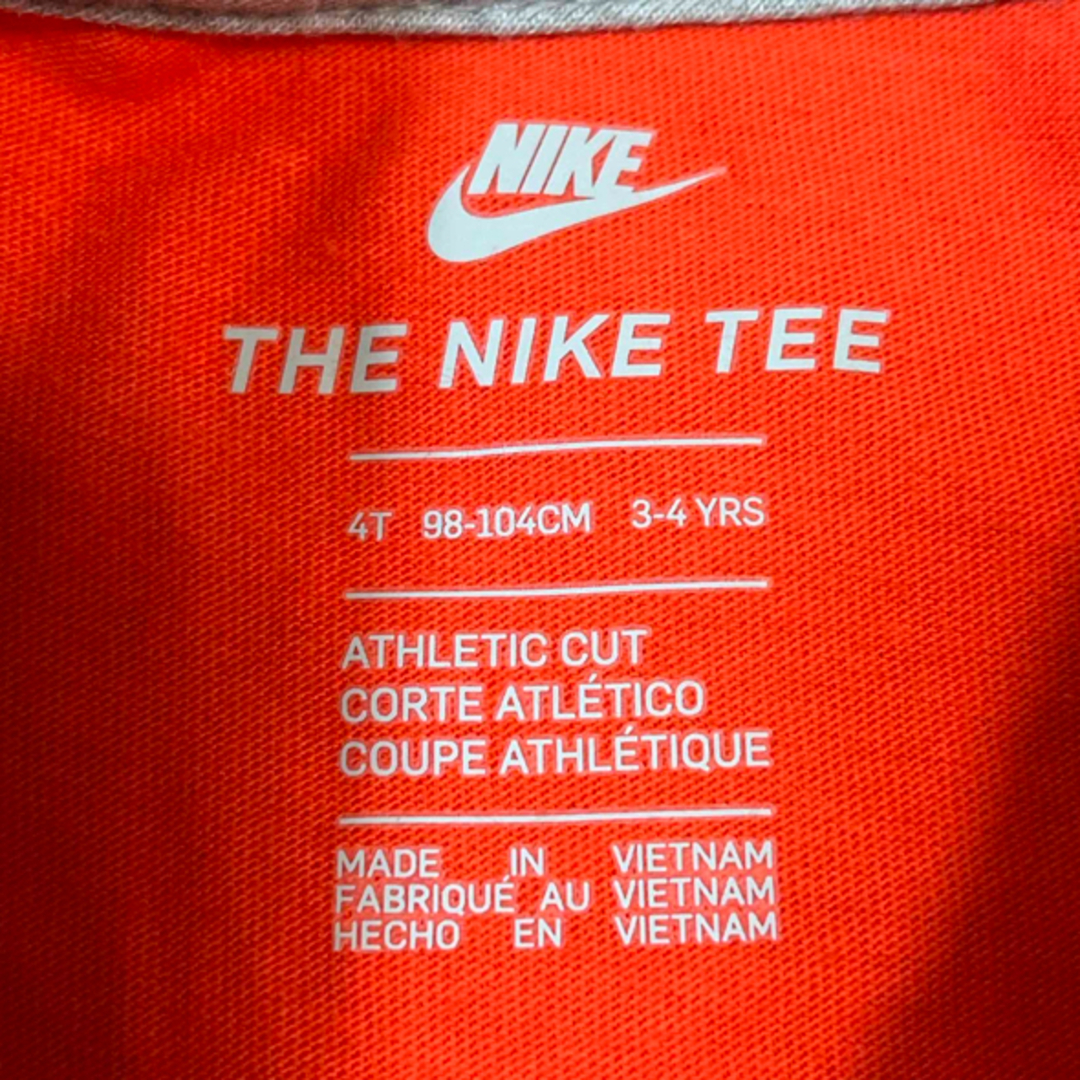 NIKE
THE NIKE TEE
4T 98-104CM 3-4 YRS
ATHLETIC CUT
CORTE ATLÉTICO
COUPE ATHLÉTIQUE
MADE IN VIETNAM
FABRIQUÉ AU VIETNAM
HECHO EN VIETNAM